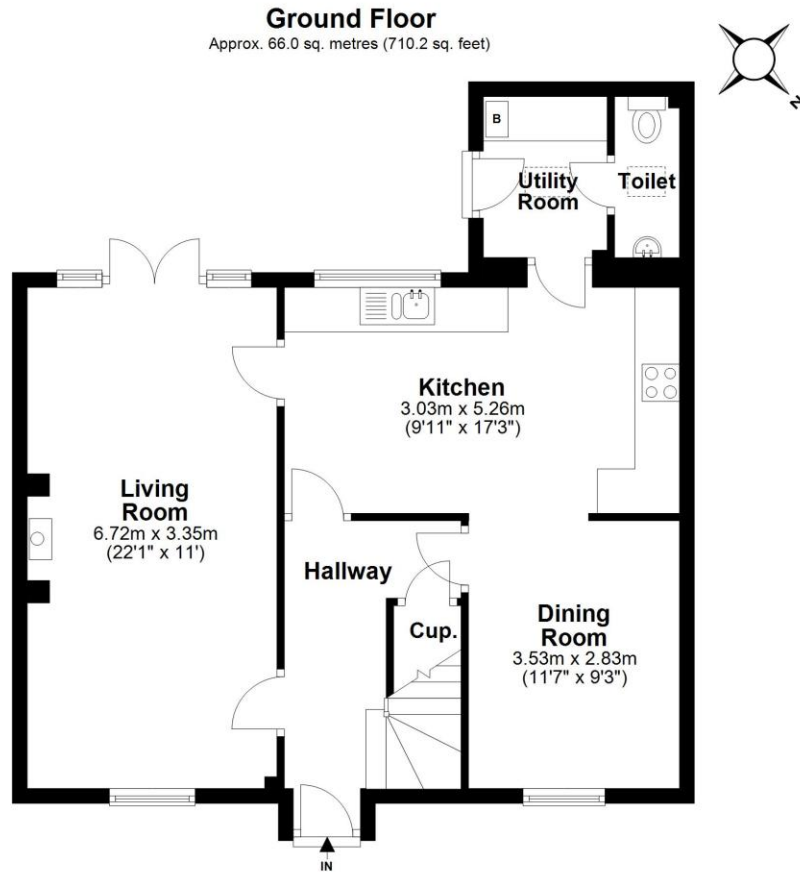 Ground Floor
Approx. 66.0 sq. metres (710.2 sq. feet)
N
B
Utility
Room
Toilet
Kitchen
3.03m x 5.26m
(9'11" x 17'3")
Living
Room
6.72m x 3.35m
(22'1" x 11')
Hallway
Cup.
Dining
Room
3.53m x 2.83m
(11'7" x 9'3")
IN